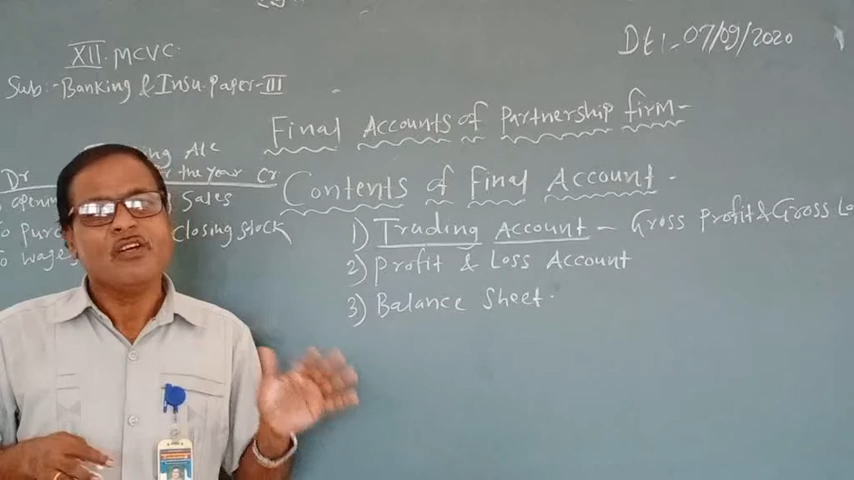 XII MCVC.
Dt:-07/09/2020
Sub:-Banking & Insu. Paper-III
Final Accounts of Partnership firm-
Contents of Final Account.
1) Trading Account - Gross Profit & Gross Lo
2) Profit & Loss Account
3) Balance Sheet.
A/c
the Year Cr
Dr
Sales
Closing Stock